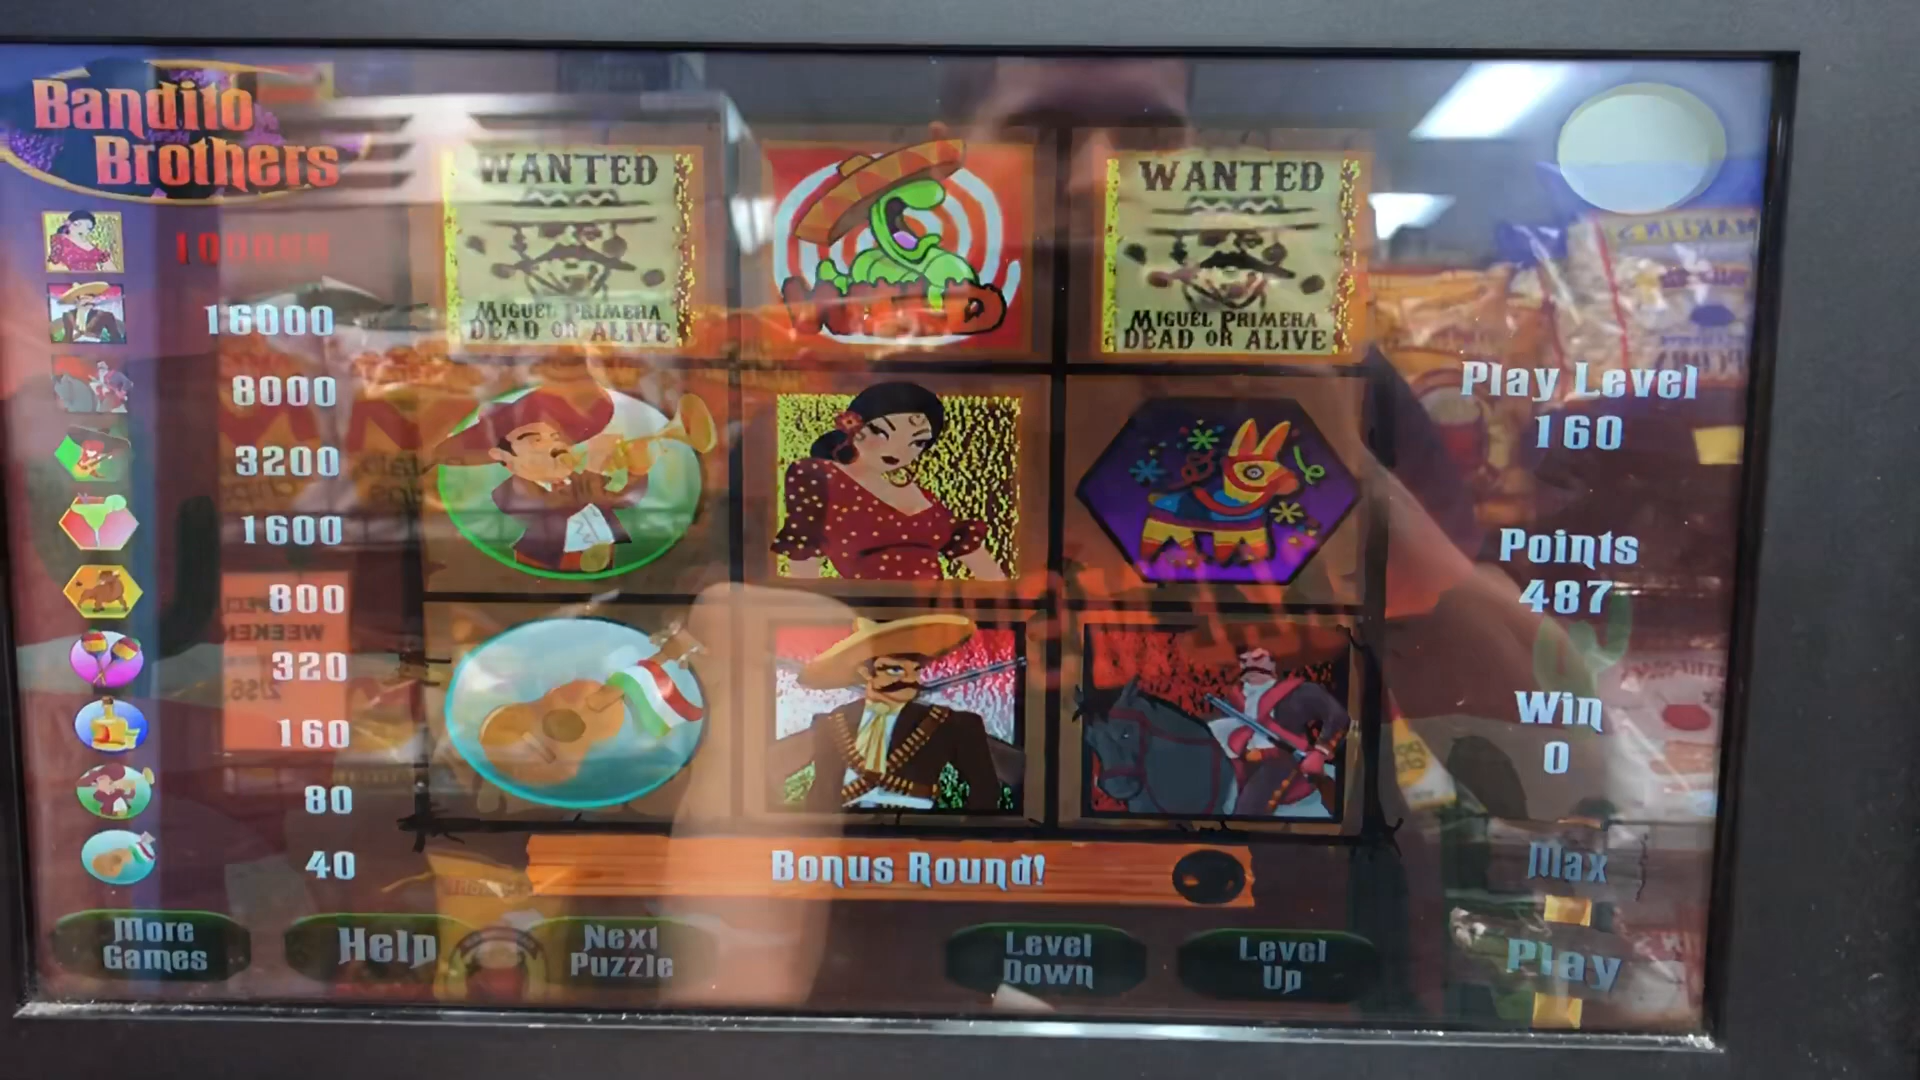 Bandito
Brothers
16000
8000
3200
1600
800
320
160
80
40
WANTED
MIGUEL PRIMERA
DEAD OR ALIVE
WILD
WANTED
MIGUEL PRIMERA
DEAD OR ALIVE
Play Level
160
Points
487
Win
0
Bonus Round!
Max
Play
More
Games
Help
Next
Puzzle
Level
Down
Level
Up